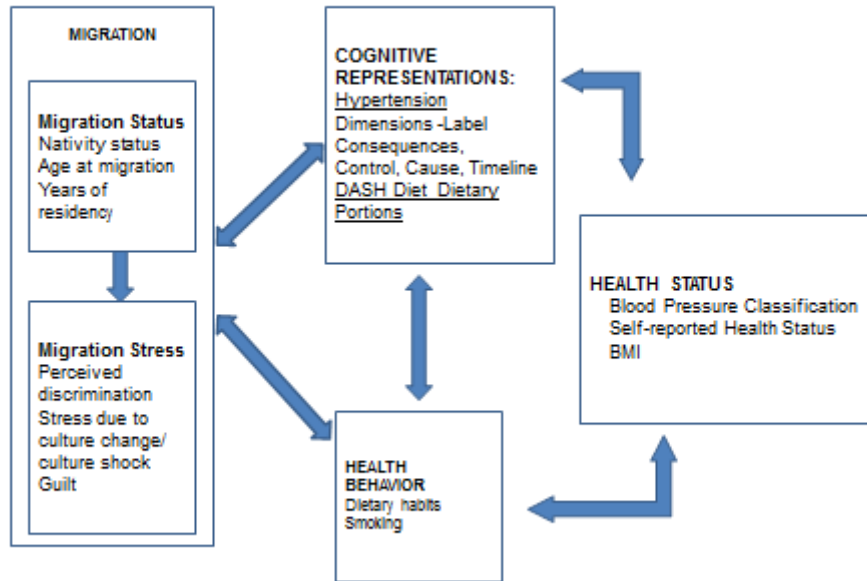 MIGRATION
Migration Status
Nativity status
Age at migration
Years of
residency
Migration Stress
Perceived
discrimination
Stress due to
culture change/
culture shock
Guilt
COGNITIVE
REPRESENTATIONS:
Hypertension
Dimensions -Label
Consequences,
Control, Cause, Timeline
DASH Diet Dietary
Portions
HEALTH
BEHAVIOR
Dietary habits
Smoking
HEALTH STATUS
Blood Pressure Classification
Self-reported Health Status
BMI